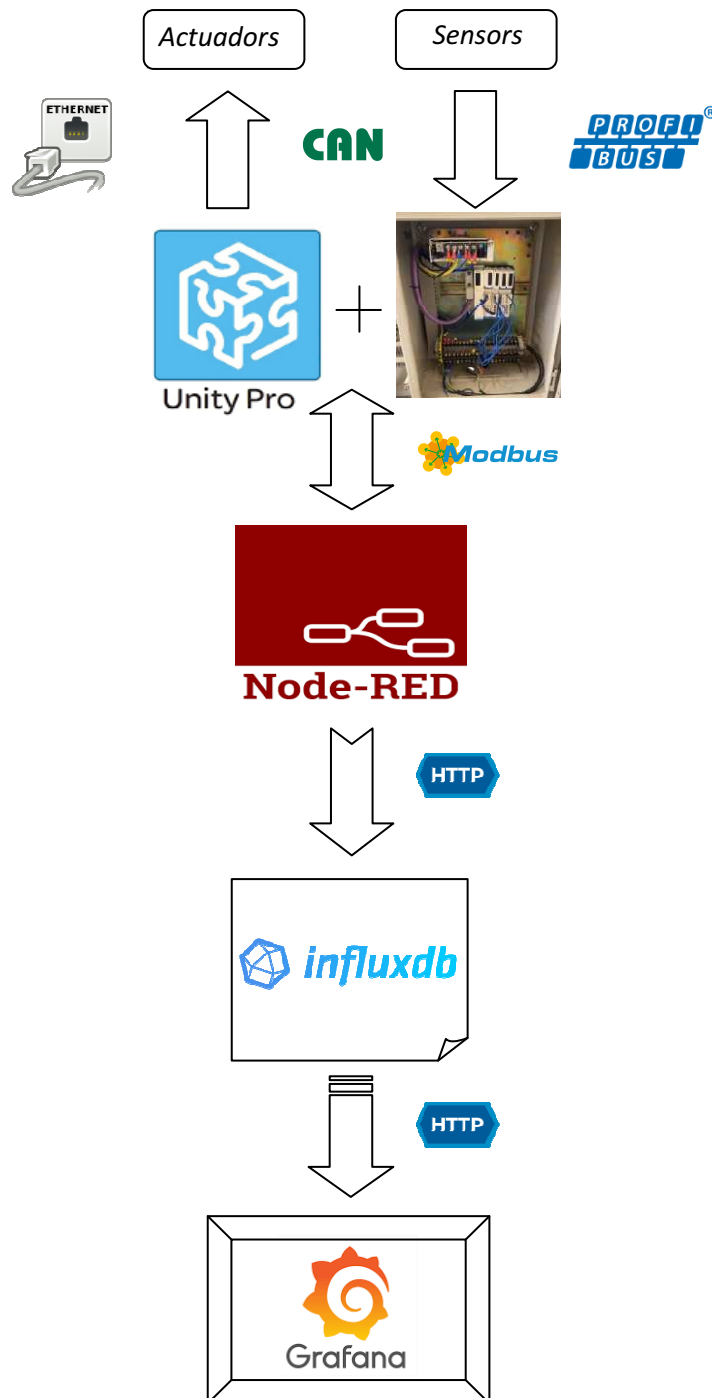 Actuadors
Sensors
ETHERNET
CAN
PROFI®
BUS
Unity Pro
Modbus
Node-RED
HTTP
influxdb
HTTP
Grafana